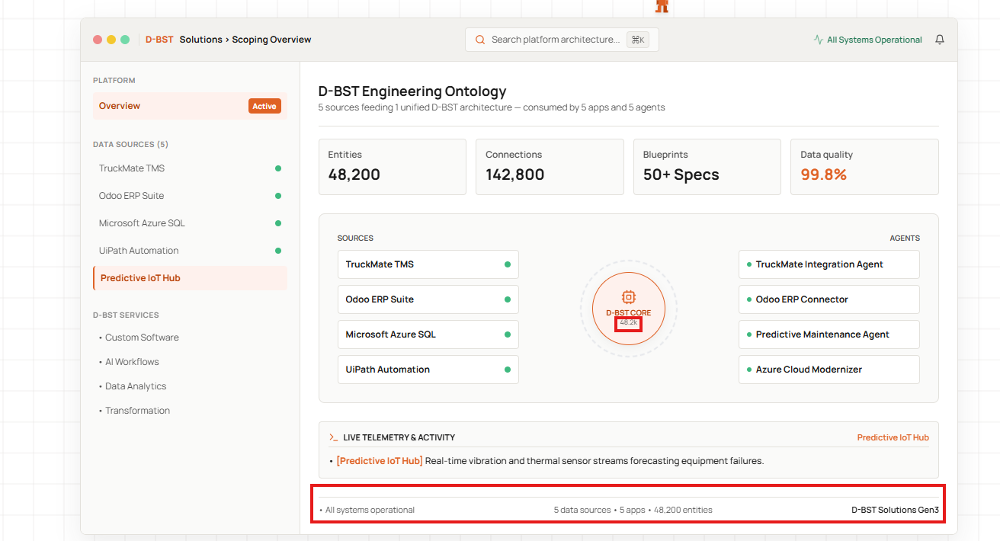 D-BST Solutions > Scoping Overview
Search platform architecture... ⌘K
All Systems Operational
PLATFORM
Overview Active
DATA SOURCES (5)
TruckMate TMS
Odoo ERP Suite
Microsoft Azure SQL
UiPath Automation
Predictive IoT Hub
D-BST SERVICES
• Custom Software
• AI Workflows
• Data Analytics
• Transformation
D-BST Engineering Ontology
5 sources feeding 1 unified D-BST architecture — consumed by 5 apps and 5 agents
Entities
48,200
Connections
142,800
Blueprints
50+ Specs
Data quality
99.8%
SOURCES
TruckMate TMS
Odoo ERP Suite
Microsoft Azure SQL
UiPath Automation
D-BST CORE
48.2k
AGENTS
TruckMate Integration Agent
Odoo ERP Connector
Predictive Maintenance Agent
Azure Cloud Modernizer
>_ LIVE TELEMETRY & ACTIVITY
Predictive IoT Hub
• [Predictive IoT Hub] Real-time vibration and thermal sensor streams forecasting equipment failures.
• All systems operational
5 data sources • 5 apps • 48,200 entities
D-BST Solutions Gen3